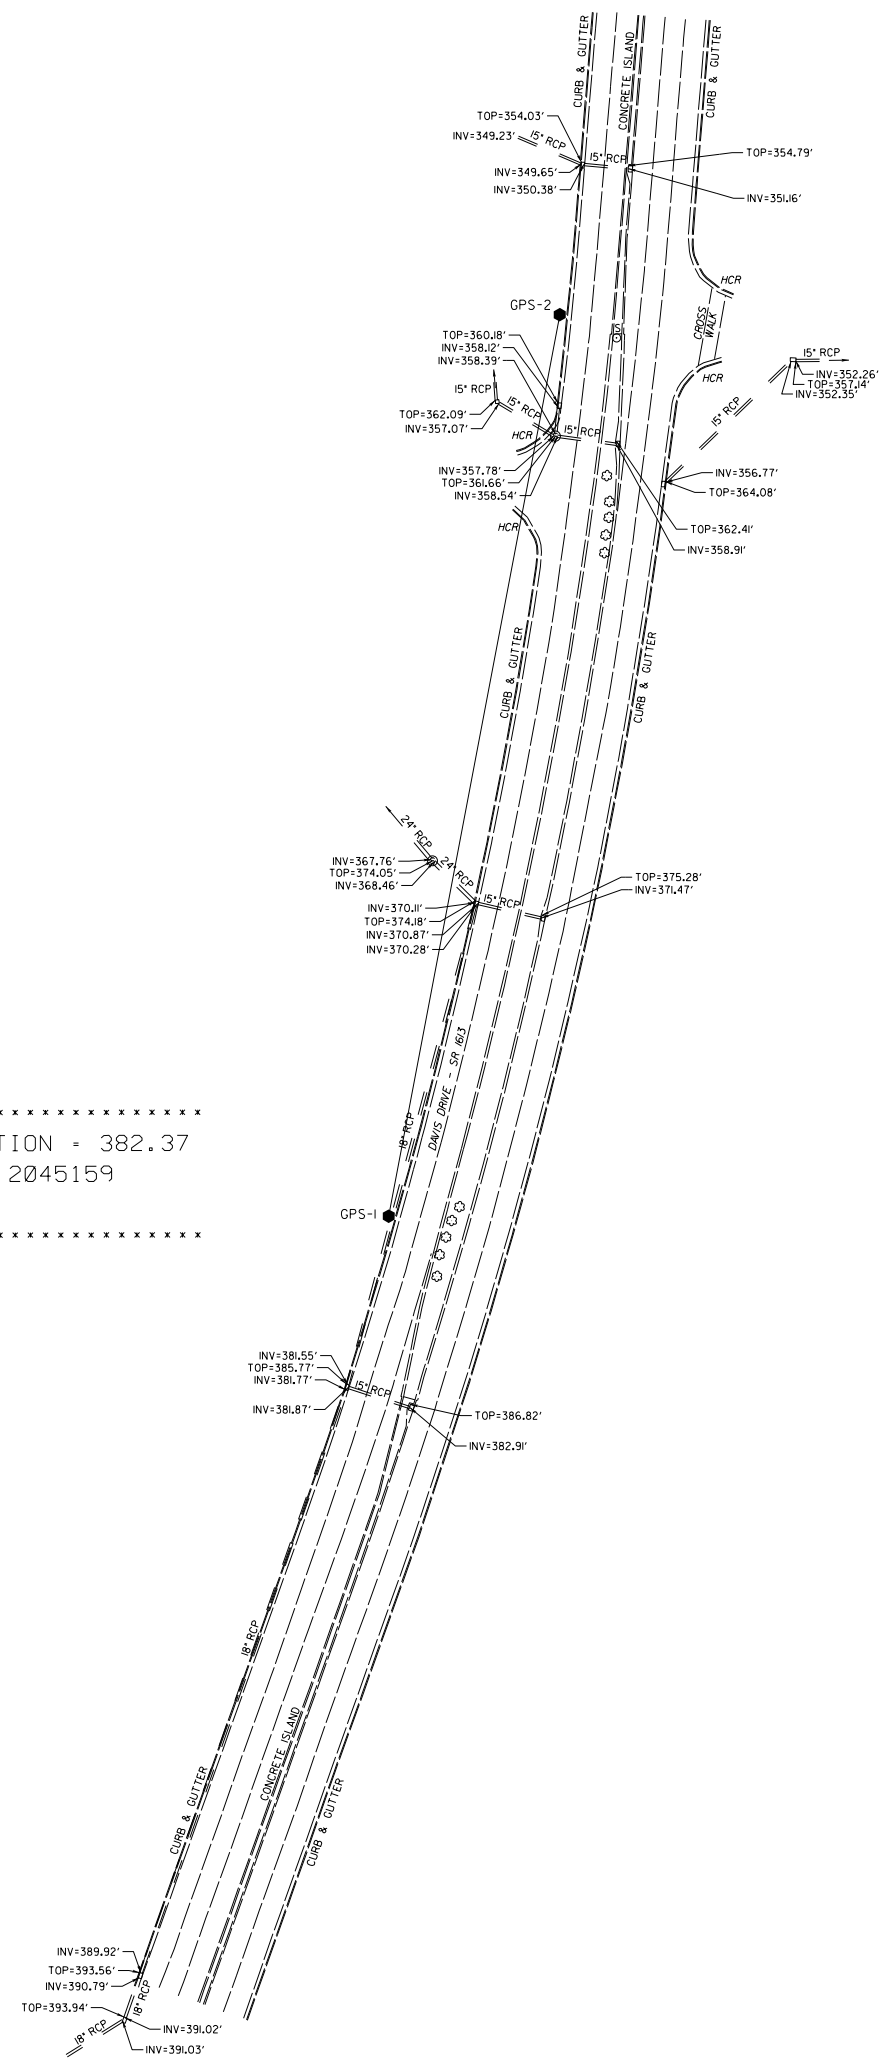 CURB & GUTTER
CONCRETE ISLAND
CURB & GUTTER
TOP=354.03'
INV=349.23'
15" RCP
15" RCP
TOP=354.79'
INV=349.65'
INV=350.38'
INV=351.16'
HCR
GPS-2
S
CROSS
WALK
TOP=360.18'
INV=358.12'
INV=358.39'
15" RCP
INV=352.26'
TOP=357.14'
INV=352.35'
HCR
15" RCP
15" RCP
15" RCP
15" RCP
TOP=362.09'
INV=357.07'
HCR
INV=357.78'
TOP=361.66'
INV=358.54'
INV=356.77'
TOP=364.08'
HCR
TOP=362.41'
INV=358.91'
CURB & GUTTER
CURB & GUTTER
24" RCP
24" RCP
INV=367.76'
TOP=374.05'
INV=368.46'
TOP=375.28'
INV=371.47'
15" RCP
INV=370.11'
TOP=374.18'
INV=370.87'
INV=370.28'
DAVIS DRIVE - SR 1613
18" RCP
* * * * * * * * * * * * * *
TION = 382.37
2045159
* * * * * * * * * * * * * *
GPS-1
INV=381.55'
TOP=385.77'
INV=381.77'
INV=381.87'
15" RCP
TOP=386.82'
INV=382.91'
18" RCP
CONCRETE ISLAND
CURB & GUTTER
CURB & GUTTER
INV=389.92'
TOP=393.56'
INV=390.79'
18" RCP
TOP=393.94'
18" RCP
INV=391.02'
INV=391.03'